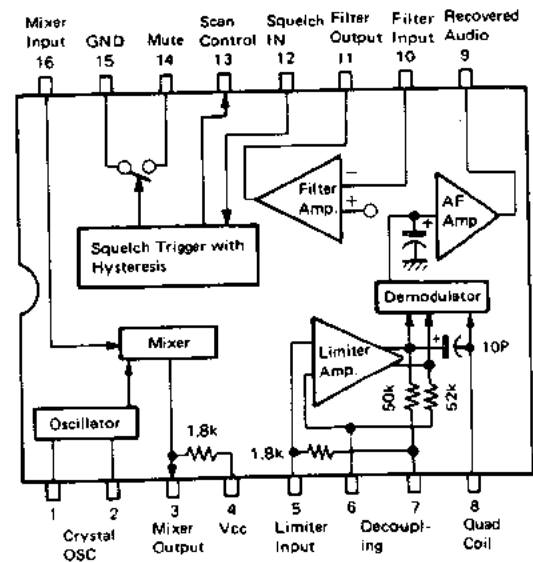 Mixer Input 16
GND 15
Mute 14
Scan Control 13
Squelch IN 12
Filter Output 11
Filter Input 10
Recovered Audio 9
Filter Amp.
−
+
AF Amp
+
Squelch Trigger with
Hysteresis
Demodulator
Mixer
Limiter Amp.
+
10P
50k
52k
Oscillator
1.8k
1.8k
1
2
3
4
5
6
7
8
Crystal OSC
Mixer Output
Vcc
Limiter Input
Decoupl-
ing
Quad Coil